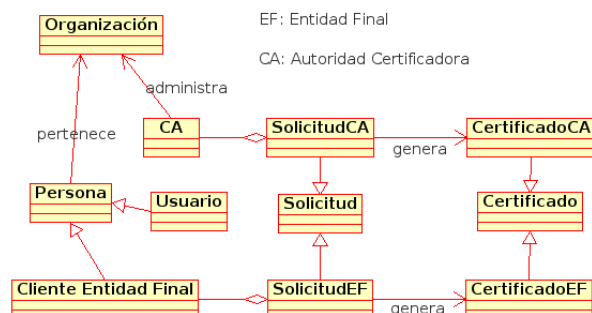 Organización
EF: Entidad Final
CA: Autoridad Certificadora
administra
pertenece
CA
SolicitudCA
genera
CertificadoCA
Persona
Usuario
Solicitud
Certificado
Cliente Entidad Final
SolicitudEF
genera
CertificadoEF